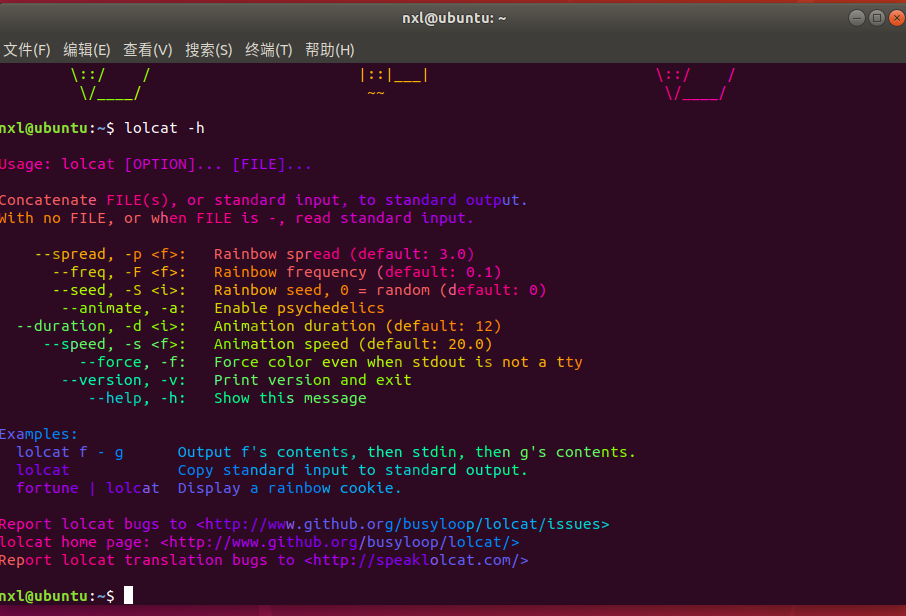 nxl@ubuntu: ~
文件(F) 编辑(E) 查看(V) 搜索(S) 终端(T) 帮助(H)
\::/    /                       |::|___|                         \::/    /
\/____/                         ~~                               \/____/
nxl@ubuntu:~$ lolcat -h
Usage: lolcat [OPTION]... [FILE]...
Concatenate FILE(s), or standard input, to standard output.
With no FILE, or when FILE is -, read standard input.
--spread, -p <f>:   Rainbow spread (default: 3.0)
--freq, -F <f>:   Rainbow frequency (default: 0.1)
--seed, -S <i>:   Rainbow seed, 0 = random (default: 0)
--animate, -a:   Enable psychedelics
--duration, -d <i>:   Animation duration (default: 12)
--speed, -s <f>:   Animation speed (default: 20.0)
--force, -f:   Force color even when stdout is not a tty
--version, -v:   Print version and exit
--help, -h:   Show this message
Examples:
lolcat f - g      Output f's contents, then stdin, then g's contents.
lolcat            Copy standard input to standard output.
fortune | lolcat  Display a rainbow cookie.
Report lolcat bugs to <http://www.github.org/busyloop/lolcat/issues>
lolcat home page: <http://www.github.org/busyloop/lolcat/>
Report lolcat translation bugs to <http://speaklolcat.com/>
nxl@ubuntu:~$